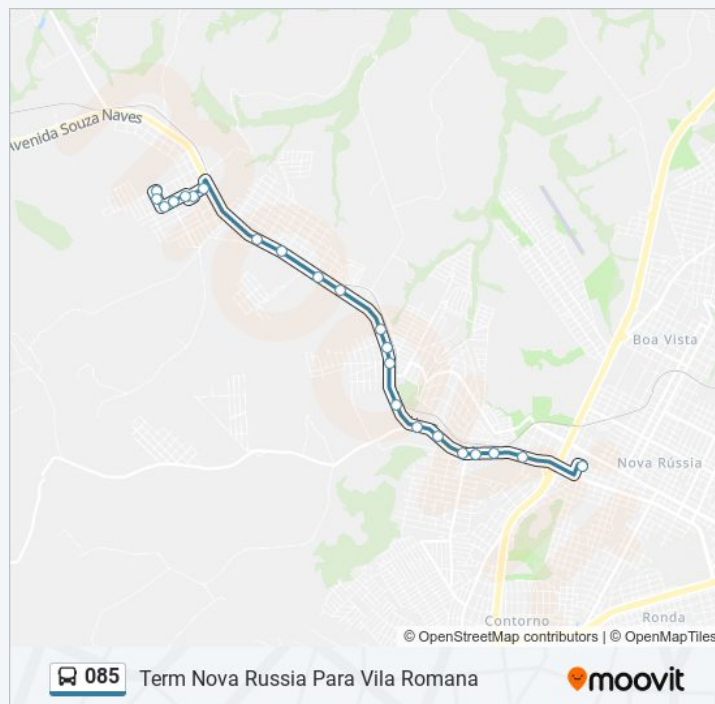 Avenida Souza Naves
Boa Vista
Nova Rússia
Contorno
Ronda
© OpenStreetMap contributors | © OpenMapTiles
085 Term Nova Russia Para Vila Romana
moovit